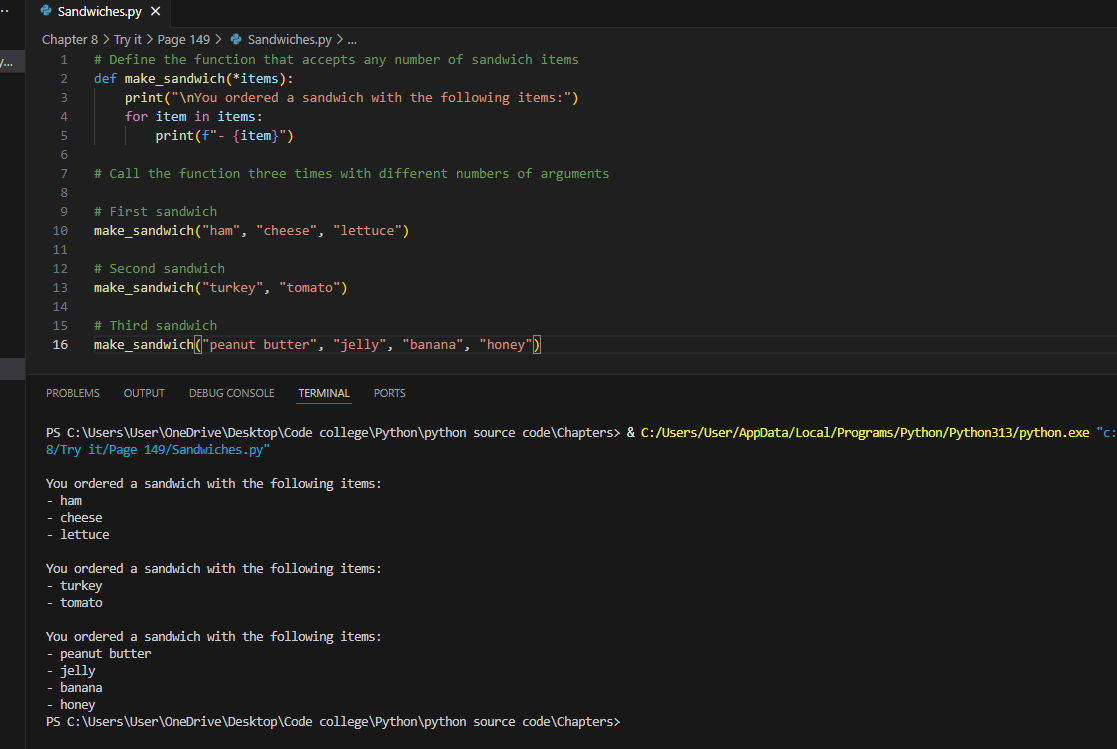 Sandwiches.py
Chapter 8 > Try it > Page 149 > Sandwiches.py > ...
y...
1 # Define the function that accepts any number of sandwich items
2 def make_sandwich(*items):
3     print("\nYou ordered a sandwich with the following items:")
4     for item in items:
5         print(f"- {item}")
6
7 # Call the function three times with different numbers of arguments
8
9 # First sandwich
10 make_sandwich("ham", "cheese", "lettuce")
11
12 # Second sandwich
13 make_sandwich("turkey", "tomato")
14
15 # Third sandwich
16 make_sandwich("peanut butter", "jelly", "banana", "honey")
PROBLEMS OUTPUT DEBUG CONSOLE TERMINAL PORTS
PS C:\Users\User\OneDrive\Desktop\Code college\Python\python source code\Chapters> & C:/Users/User/AppData/Local/Programs/Python/Python313/python.exe "c:
8/Try it/Page 149/Sandwiches.py"
You ordered a sandwich with the following items:
- ham
- cheese
- lettuce
You ordered a sandwich with the following items:
- turkey
- tomato
You ordered a sandwich with the following items:
- peanut butter
- jelly
- banana
- honey
PS C:\Users\User\OneDrive\Desktop\Code college\Python\python source code\Chapters>